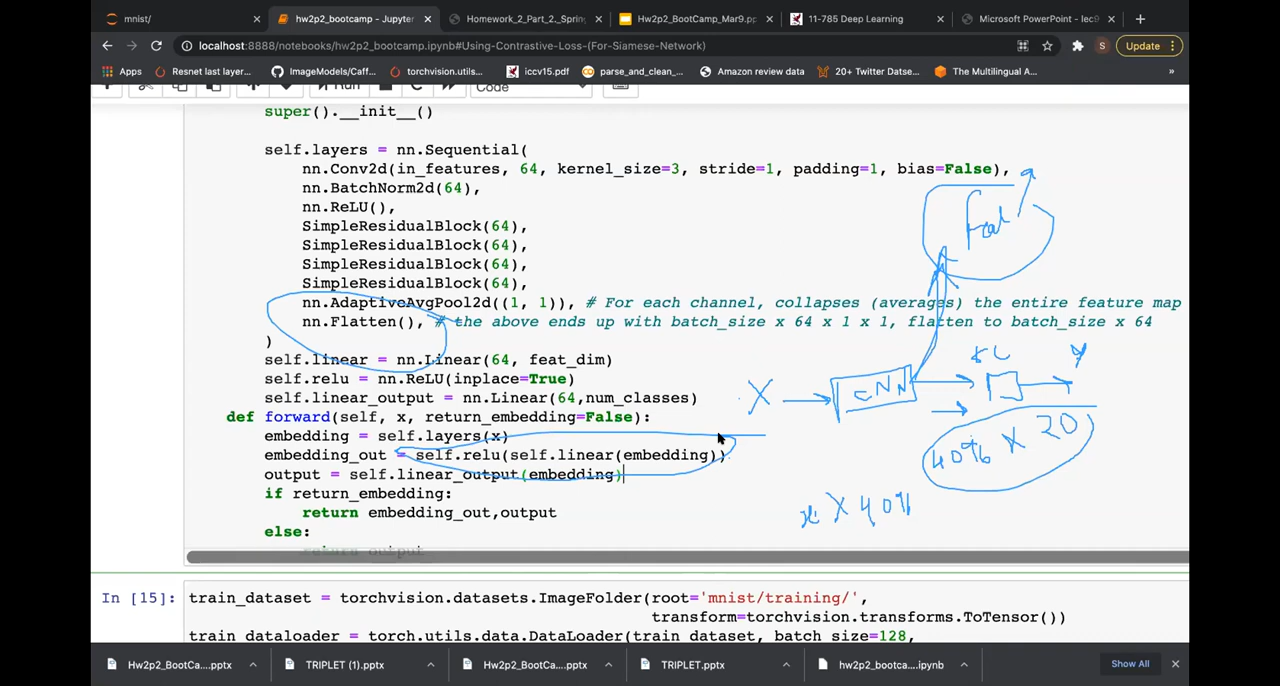 mnist/
hw2p2_bootcamp - Jupyter
Homework_2_Part_2_ Spring
Hw2p2_BootCamp_Mar9.pp
11-785 Deep Learning
Microsoft PowerPoint - lec9
localhost:8888/notebooks/hw2p2_bootcamp.ipynb#Using-Contrastive-Loss-(For-Siamese-Network)
S
Update
Apps
Resnet last layer...
ImageModels/Caff...
torchvision.utils...
iccv15.pdf
parse_and_clean_...
Amazon review data
20+ Twitter Datse...
The Multilingual A...
»
Run
Code
super().__init__()
self.layers = nn.Sequential(
nn.Conv2d(in_features, 64, kernel_size=3, stride=1, padding=1, bias=False),
nn.BatchNorm2d(64),
nn.ReLU(),
SimpleResidualBlock(64),
SimpleResidualBlock(64),
SimpleResidualBlock(64),
SimpleResidualBlock(64),
nn.AdaptiveAvgPool2d((1, 1)), # For each channel, collapses (averages) the entire feature map
nn.Flatten(), # the above ends up with batch_size x 64 x 1 x 1, flatten to batch_size x 64
)
self.linear = nn.Linear(64, feat_dim)
self.relu = nn.ReLU(inplace=True)
self.linear_output = nn.Linear(64,num_classes)
def forward(self, x, return_embedding=False):
embedding = self.layers(x)
embedding_out = self.relu(self.linear(embedding))
output = self.linear_output(embedding)
if return_embedding:
return embedding_out,output
else:
return output
Feat
X
CNN
y
In [15]:
train_dataset = torchvision.datasets.ImageFolder(root='mnist/training/',
transform=torchvision.transforms.ToTensor())
train_dataloader = torch.utils.data.DataLoader(train_dataset, batch_size=128,
Hw2p2_BootCa....pptx
TRIPLET (1).pptx
Hw2p2_BootCa....pptx
TRIPLET.pptx
hw2p2_bootca....ipynb
Show All